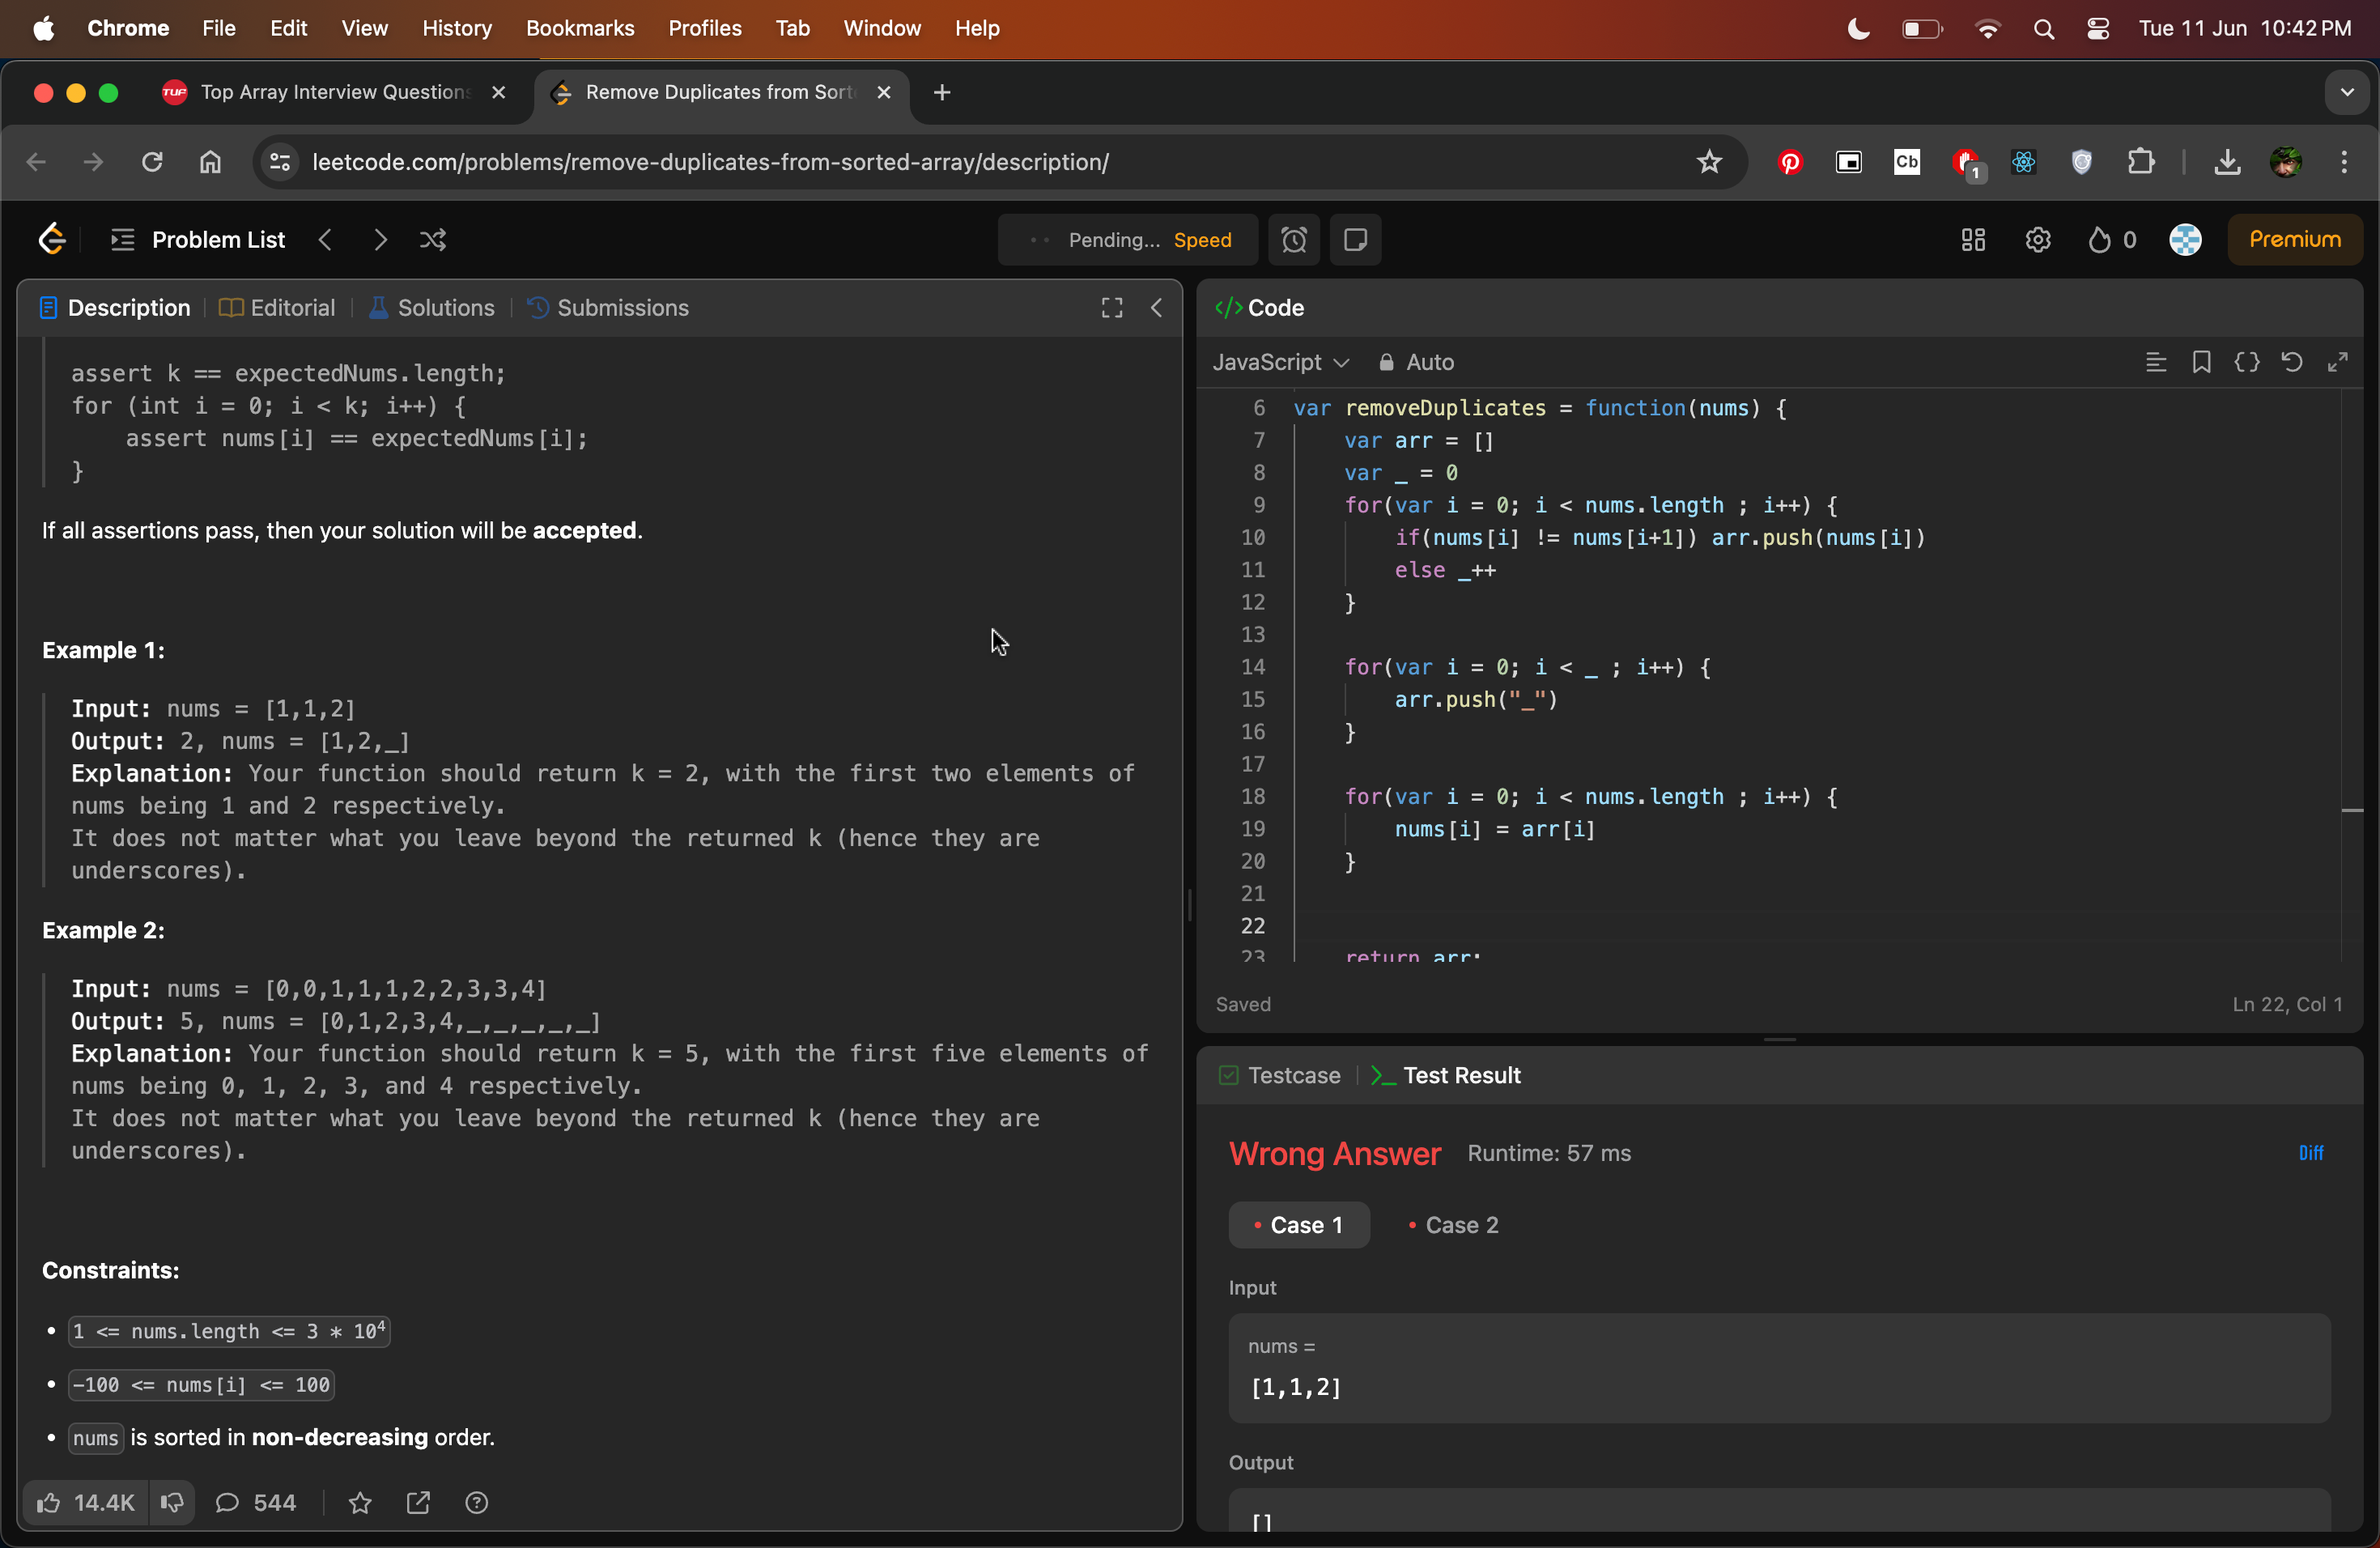 Chrome File Edit View History Bookmarks Profiles Tab Window Help Tue 11 Jun 10:42 PM
TUF Top Array Interview Questions Remove Duplicates from Sort
leetcode.com/problems/remove-duplicates-from-sorted-array/description/ Cb 1
Problem List Pending... Speed 0 Premium
Description Editorial Solutions Submissions
assert k == expectedNums.length;
for (int i = 0; i < k; i++) {
    assert nums[i] == expectedNums[i];
}
If all assertions pass, then your solution will be accepted.
Example 1:
Input: nums = [1,1,2]
Output: 2, nums = [1,2,_]
Explanation: Your function should return k = 2, with the first two elements of
nums being 1 and 2 respectively.
It does not matter what you leave beyond the returned k (hence they are
underscores).
Example 2:
Input: nums = [0,0,1,1,1,2,2,3,3,4]
Output: 5, nums = [0,1,2,3,4,_,_,_,_,_]
Explanation: Your function should return k = 5, with the first five elements of
nums being 0, 1, 2, 3, and 4 respectively.
It does not matter what you leave beyond the returned k (hence they are
underscores).
Constraints:
• 1 <= nums.length <= 3 * 10⁴
• -100 <= nums[i] <= 100
• nums is sorted in non-decreasing order.
14.4K 544
</> Code
JavaScript Auto
6 var removeDuplicates = function(nums) {
7     var arr = []
8     var _ = 0
9     for(var i = 0; i < nums.length ; i++) {
10         if(nums[i] != nums[i+1]) arr.push(nums[i])
11         else _++
12     }
13
14     for(var i = 0; i < _ ; i++) {
15         arr.push("_")
16     }
17
18     for(var i = 0; i < nums.length ; i++) {
19         nums[i] = arr[i]
20     }
21
22
23     return arr;
Saved Ln 22, Col 1
Testcase >_ Test Result
Wrong Answer Runtime: 57 ms Diff
• Case 1 • Case 2
Input
nums =
[1,1,2]
Output
[]